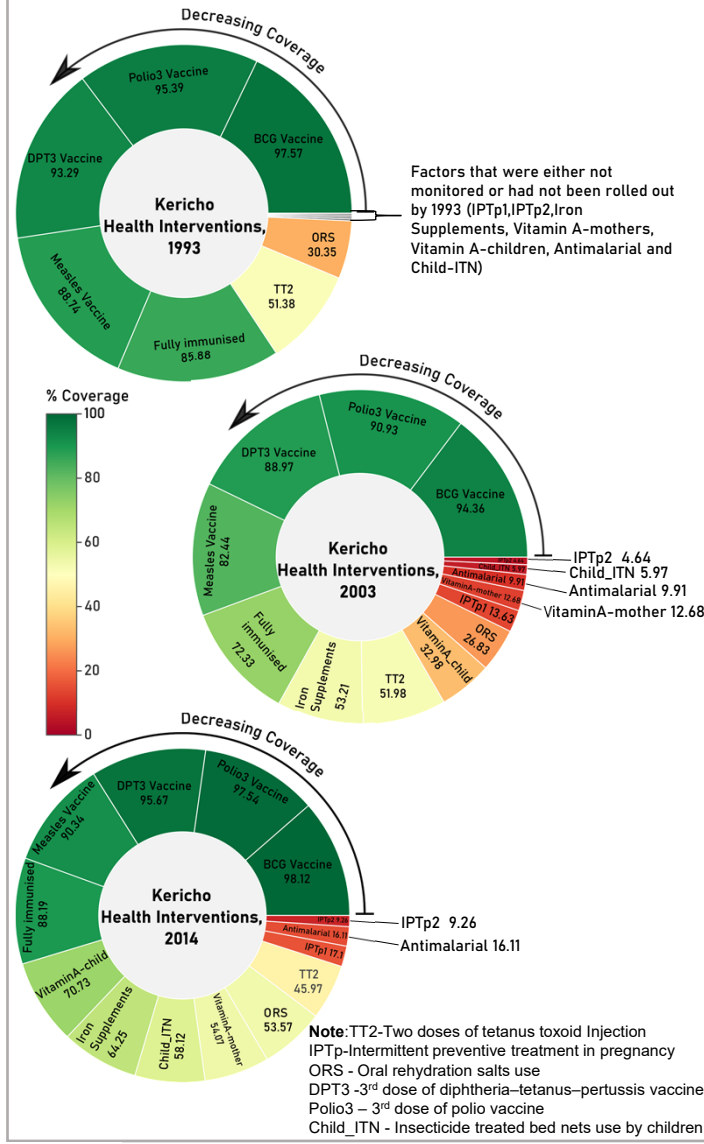 Decreasing Coverage
Polio3 Vaccine
95.39
BCG Vaccine
97.57
DPT3 Vaccine
93.29
Measles Vaccine
88.74
Fully immunised
85.88
TT2
51.38
ORS
30.35
Kericho
Health Interventions,
1993
Factors that were either not
monitored or had not been rolled out
by 1993 (IPTp1,IPTp2,Iron
Supplements, Vitamin A-mothers,
Vitamin A-children, Antimalarial and
Child-ITN)
% Coverage
100
80
60
40
20
0
Decreasing Coverage
Polio3 Vaccine
90.93
BCG Vaccine
94.36
DPT3 Vaccine
88.97
Measles Vaccine
82.44
Fully
immunised
72.33
Iron
Supplements
53.21
TT2
51.98
VitaminA_child
32.98
ORS
26.83
IPTp1 13.63
VitaminA-mother 12.68
Antimalarial 9.91
Child_ITN 5.97
IPTp2 4.64
Kericho
Health Interventions,
2003
IPTp2 4.64
Child_ITN 5.97
Antimalarial 9.91
VitaminA-mother 12.68
Decreasing Coverage
Polio3 Vaccine
97.54
BCG Vaccine
98.12
DPT3 Vaccine
95.67
Measles Vaccine
90.34
Fully immunised
88.19
VitaminA-child
70.73
Iron
Supplements
64.25
Child_ITN
58.12
VitaminA-mother
54.07
ORS
53.57
TT2
45.97
IPTp1 17.1
Antimalarial 16.11
IPTp2 9.26
Kericho
Health Interventions,
2014
IPTp2 9.26
Antimalarial 16.11
Note:TT2-Two doses of tetanus toxoid Injection
IPTp-Intermittent preventive treatment in pregnancy
ORS - Oral rehydration salts use
DPT3 -3rd dose of diphtheria–tetanus–pertussis vaccine
Polio3 – 3rd dose of polio vaccine
Child_ITN - Insecticide treated bed nets use by children